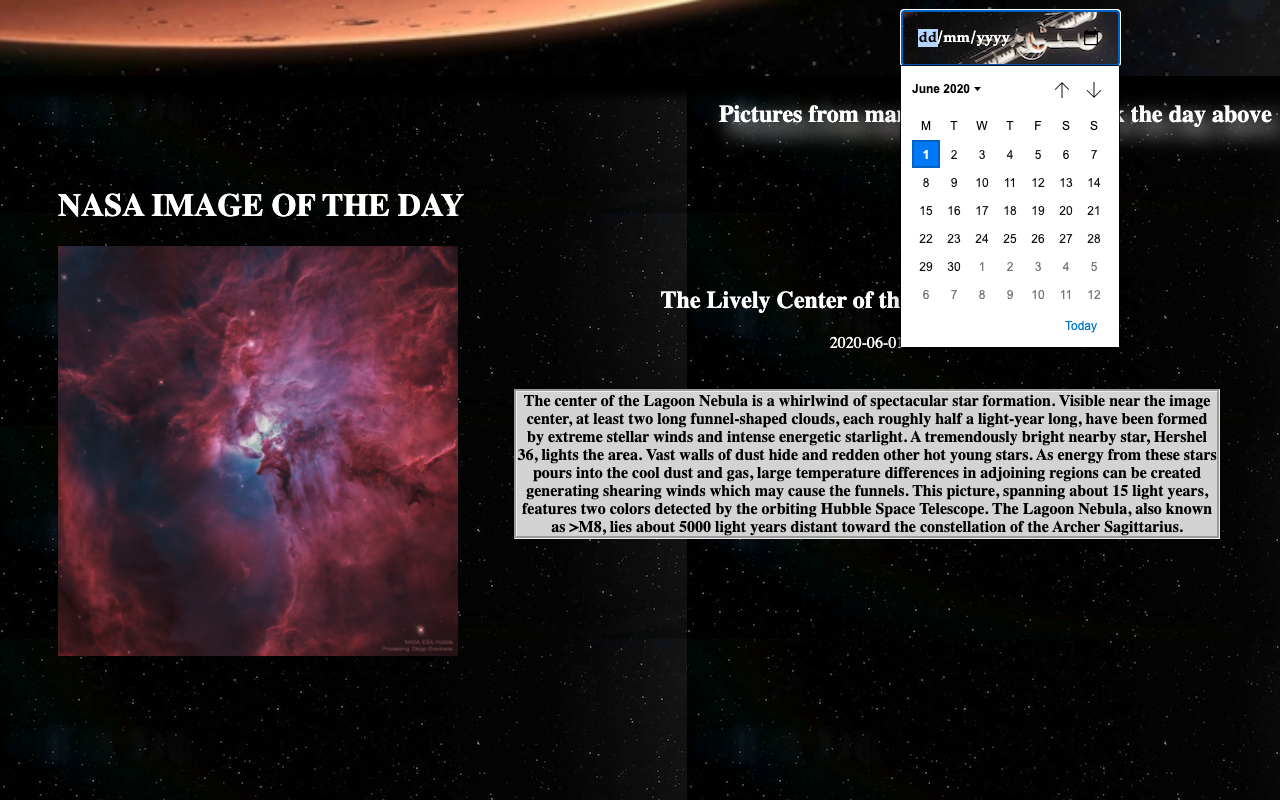 dd/mm/yyyy
June 2020
M T W T F S S
1 2 3 4 5 6 7
8 9 10 11 12 13 14
15 16 17 18 19 20 21
22 23 24 25 26 27 28
29 30 1 2 3 4 5
6 7 8 9 10 11 12
Today
Pictures from the day above
NASA IMAGE OF THE DAY
NASA, ESA, Hubble
Processing: Diego Gravinese
The Lively Center of
2020-06-01
The center of the Lagoon Nebula is a whirlwind of spectacular star formation. Visible near the image
center, at least two long funnel-shaped clouds, each roughly half a light-year long, have been formed
by extreme stellar winds and intense energetic starlight. A tremendously bright nearby star, Hershel
36, lights the area. Vast walls of dust hide and redden other hot young stars. As energy from these stars
pours into the cool dust and gas, large temperature differences in adjoining regions can be created
generating shearing winds which may cause the funnels. This picture, spanning about 15 light years,
features two colors detected by the orbiting Hubble Space Telescope. The Lagoon Nebula, also known
as >M8, lies about 5000 light years distant toward the constellation of the Archer Sagittarius.